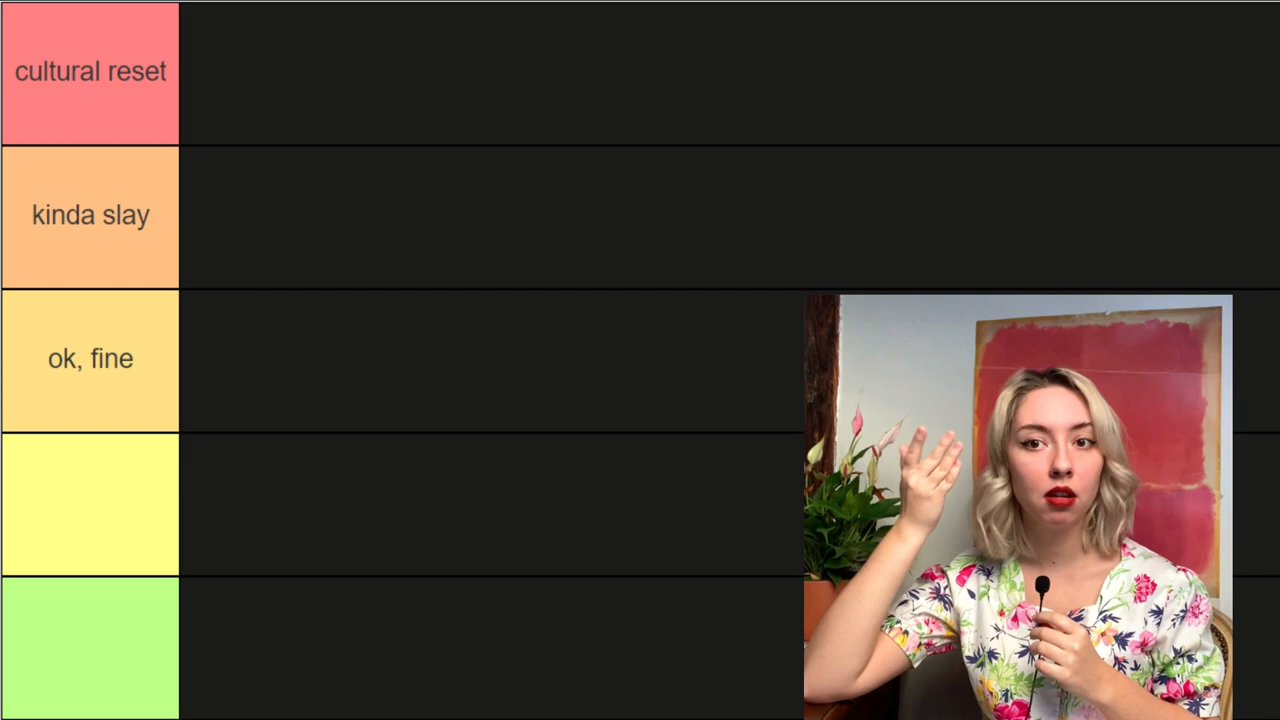 cultural reset
kinda slay
ok, fine